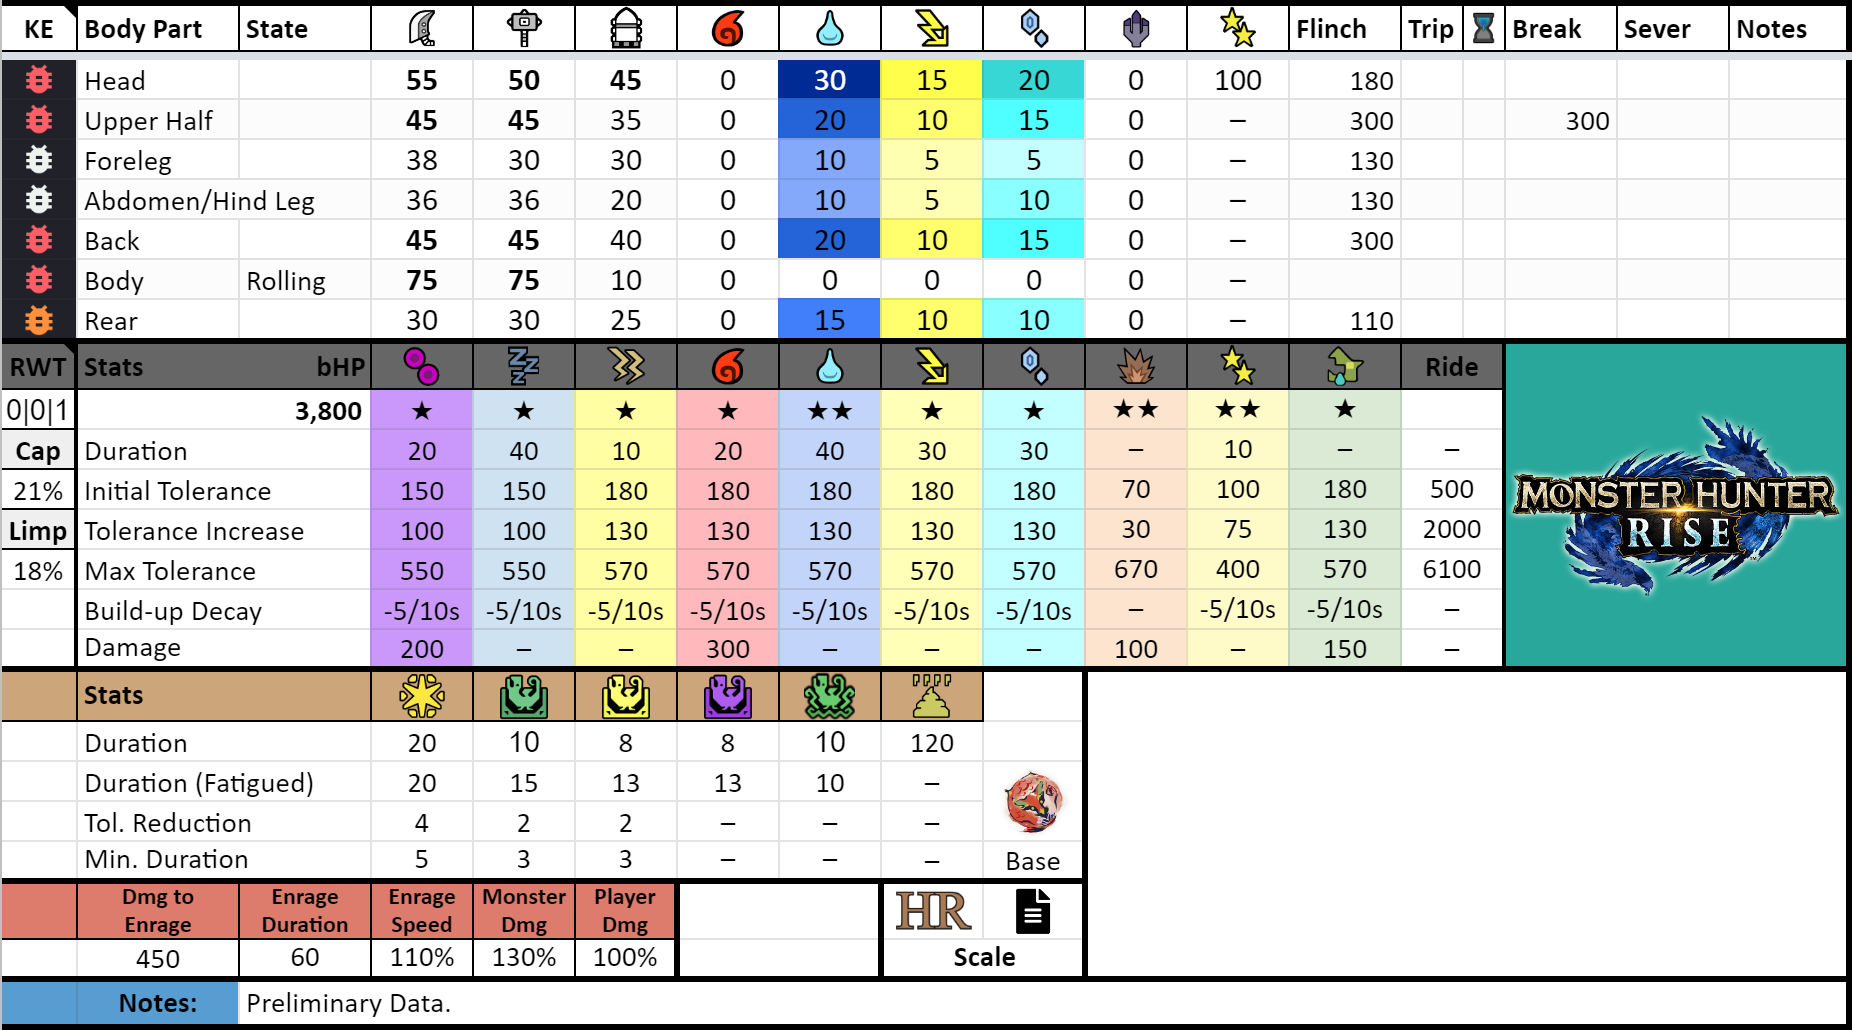 KE Body Part State Flinch Trip Break Sever Notes
Head 55 50 45 0 30 15 20 0 100 180
Upper Half 45 45 35 0 20 10 15 0 – 300 300
Foreleg 38 30 30 0 10 5 5 0 – 130
Abdomen/Hind Leg 36 36 20 0 10 5 10 0 – 130
Back 45 45 40 0 20 10 15 0 – 300
Body Rolling 75 75 10 0 0 0 0 0 –
Rear 30 30 25 0 15 10 10 0 – 110
RWT Stats bHP Ride
0|0|1 3,800 ★ ★ ★ ★ ★★ ★ ★ ★★ ★★ ★
Cap Duration 20 40 10 20 40 30 30 – 10 – –
21% Initial Tolerance 150 150 180 180 180 180 180 70 100 180 500
Limp Tolerance Increase 100 100 130 130 130 130 130 30 75 130 2000
18% Max Tolerance 550 550 570 570 570 570 570 670 400 570 6100
Build-up Decay -5/10s -5/10s -5/10s -5/10s -5/10s -5/10s -5/10s – -5/10s -5/10s –
Damage 200 – – 300 – – – 100 – 150 –
MONSTER HUNTER
RISE
Stats
Duration 20 10 8 8 10 120
Duration (Fatigued) 20 15 13 13 10 –
Tol. Reduction 4 2 2 – – –
Min. Duration 5 3 3 – – – Base
Dmg to Enrage Enrage Duration Enrage Speed Monster Dmg Player Dmg HR
450 60 110% 130% 100% Scale
Notes: Preliminary Data.